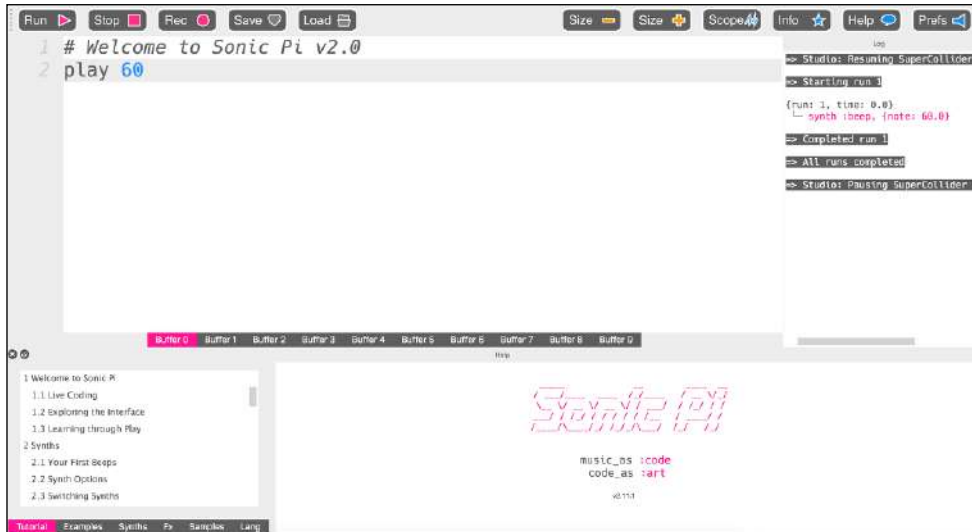 Run Stop Rec Save Load Size Size Scope Info Help Prefs
1 # Welcome to Sonic Pi v2.0
2 play 60
Log
=> Studio: Resuming SuperCollider
=> Starting run 1
{run: 1, time: 0.0}
└─ synth :beep, {note: 60.0}
=> Completed run 1
=> All runs completed
=> Studio: Pausing SuperCollider
Buffer 0 Buffer 1 Buffer 2 Buffer 3 Buffer 4 Buffer 5 Buffer 6 Buffer 7 Buffer 8 Buffer 9
Help
1 Welcome to Sonic Pi
1.1 Live Coding
1.2 Exploring the Interface
1.3 Learning through Play
2 Synths
2.1 Your First Beeps
2.2 Synth Options
2.3 Switching Synths
Sonic Pi
music_as :code
code_as :art
v2.11.1
Tutorial Examples Synths Fx Samples Lang